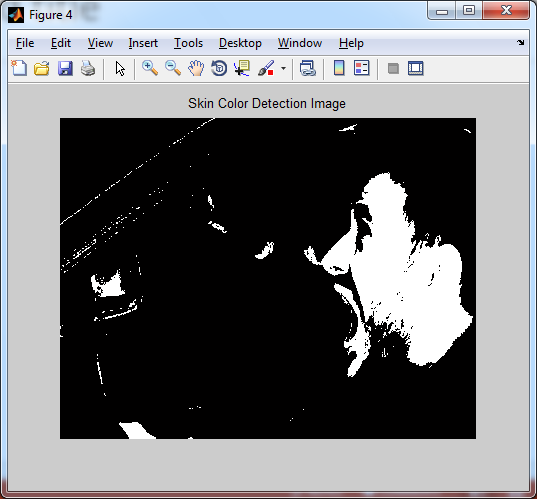 Figure 4
File Edit View Insert Tools Desktop Window Help
Skin Color Detection Image